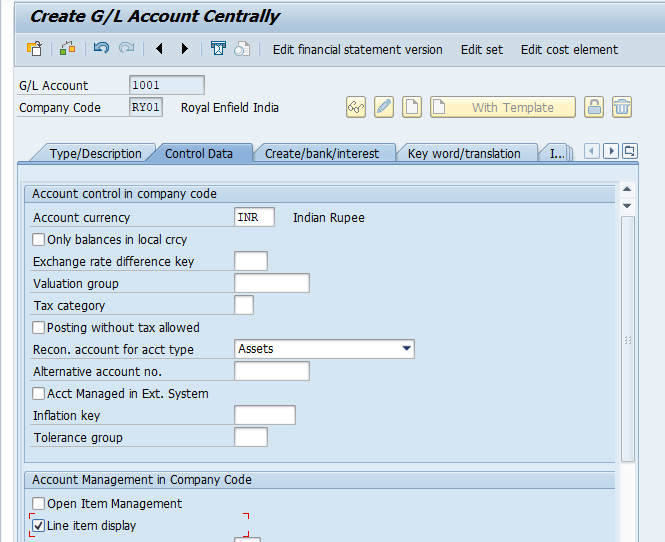 Create G/L Account Centrally
Edit financial statement version Edit set Edit cost element
G/L Account 1001
Company Code RY01 Royal Enfield India
With Template
Type/Description Control Data Create/bank/interest Key word/translation I...
Account control in company code
Account currency INR Indian Rupee
Only balances in local crcy
Exchange rate difference key
Valuation group
Tax category
Posting without tax allowed
Recon. account for acct type Assets
Alternative account no.
Acct Managed in Ext. System
Inflation key
Tolerance group
Account Management in Company Code
Open Item Management
Line item display